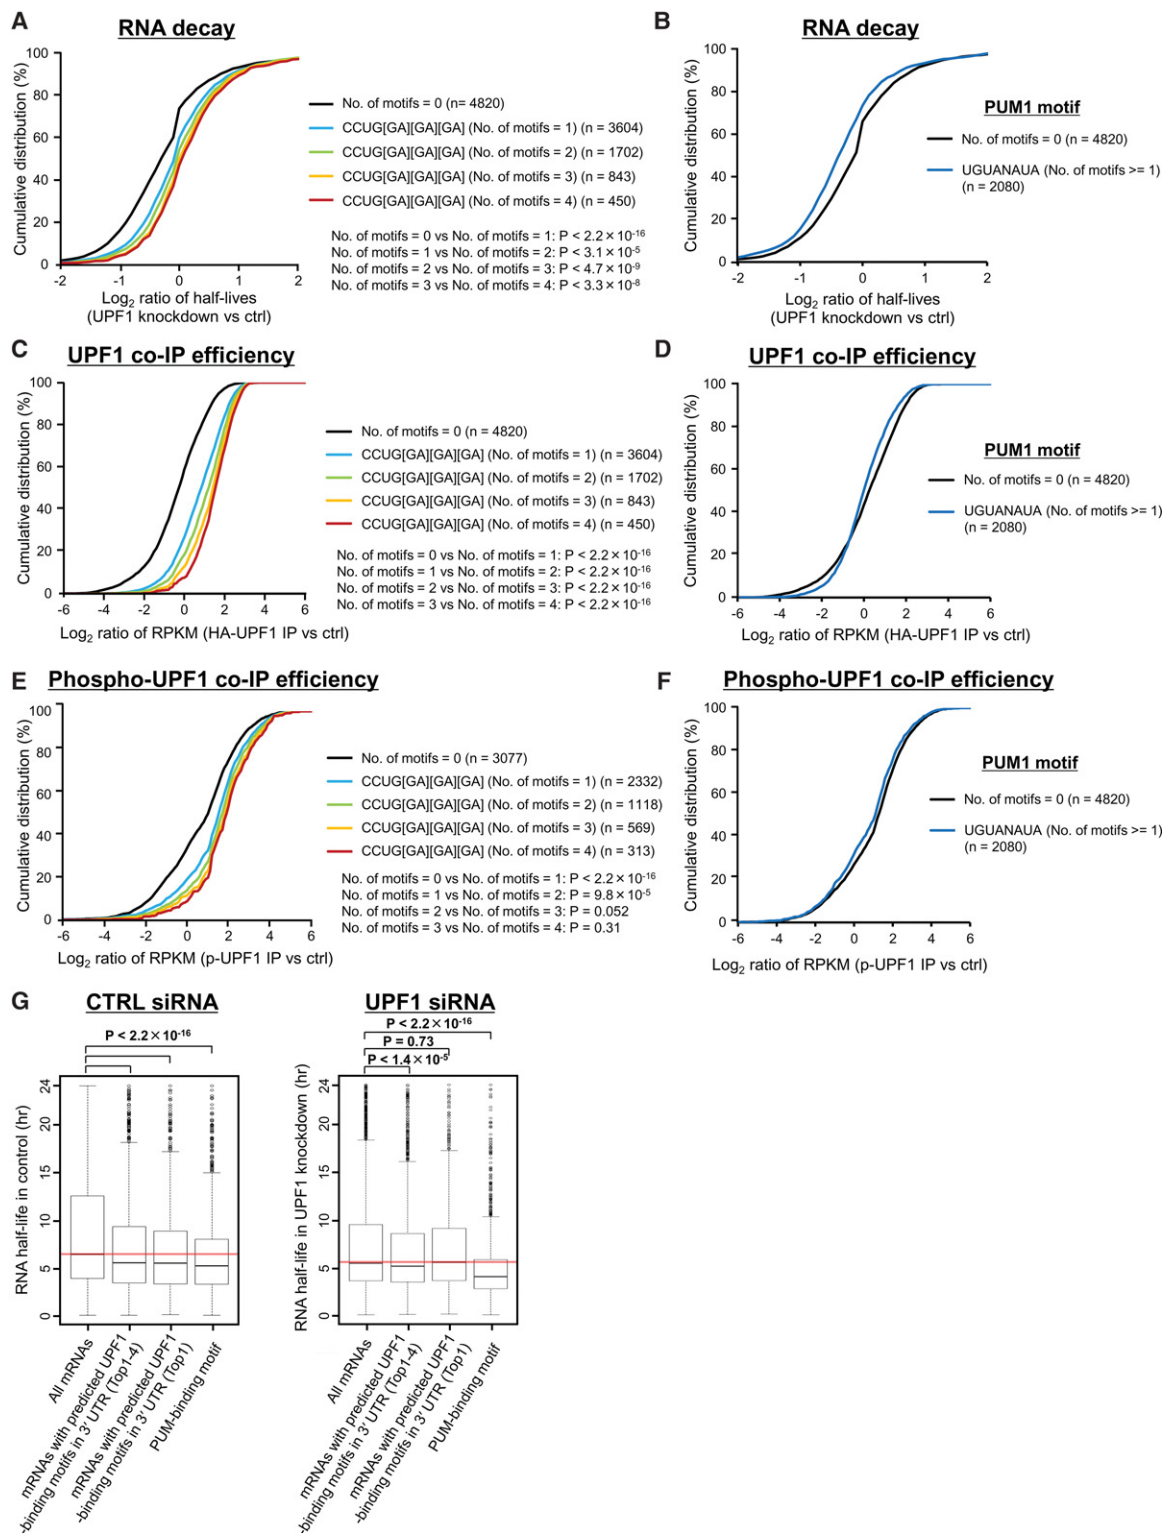 A
RNA decay
Cumulative distribution (%)
100
80
60
40
20
0
-2
-1
0
1
2
Log2 ratio of half-lives
(UPF1 knockdown vs ctrl)
No. of motifs = 0 (n= 4820)
CCUG[GA][GA][GA] (No. of motifs = 1) (n = 3604)
CCUG[GA][GA][GA] (No. of motifs = 2) (n = 1702)
CCUG[GA][GA][GA] (No. of motifs = 3) (n = 843)
CCUG[GA][GA][GA] (No. of motifs = 4) (n = 450)
No. of motifs = 0 vs No. of motifs = 1: P < 2.2 × 10-16
No. of motifs = 1 vs No. of motifs = 2: P < 3.1 × 10-5
No. of motifs = 2 vs No. of motifs = 3: P < 4.7 × 10-9
No. of motifs = 3 vs No. of motifs = 4: P < 3.3 × 10-8
B
RNA decay
Cumulative distribution (%)
100
80
60
40
20
0
-2
-1
0
1
2
Log2 ratio of half-lives
(UPF1 knockdown vs ctrl)
PUM1 motif
No. of motifs = 0 (n = 4820)
UGUANAUA (No. of motifs >= 1)
(n = 2080)
C
UPF1 co-IP efficiency
Cumulative distribution (%)
100
80
60
40
20
0
-6
-4
-2
0
2
4
6
Log2 ratio of RPKM (HA-UPF1 IP vs ctrl)
No. of motifs = 0 (n = 4820)
CCUG[GA][GA][GA] (No. of motifs = 1) (n = 3604)
CCUG[GA][GA][GA] (No. of motifs = 2) (n = 1702)
CCUG[GA][GA][GA] (No. of motifs = 3) (n = 843)
CCUG[GA][GA][GA] (No. of motifs = 4) (n = 450)
No. of motifs = 0 vs No. of motifs = 1: P < 2.2 × 10-16
No. of motifs = 1 vs No. of motifs = 2: P < 2.2 × 10-16
No. of motifs = 2 vs No. of motifs = 3: P < 2.2 × 10-16
No. of motifs = 3 vs No. of motifs = 4: P < 2.2 × 10-16
D
UPF1 co-IP efficiency
Cumulative distribution (%)
100
80
60
40
20
0
-6
-4
-2
0
2
4
6
Log2 ratio of RPKM (HA-UPF1 IP vs ctrl)
PUM1 motif
No. of motifs = 0 (n = 4820)
UGUANAUA (No. of motifs >= 1)
(n = 2080)
E
Phospho-UPF1 co-IP efficiency
Cumulative distribution (%)
100
80
60
40
20
0
-6
-4
-2
0
2
4
6
Log2 ratio of RPKM (p-UPF1 IP vs ctrl)
No. of motifs = 0 (n = 3077)
CCUG[GA][GA][GA] (No. of motifs = 1) (n = 2332)
CCUG[GA][GA][GA] (No. of motifs = 2) (n = 1118)
CCUG[GA][GA][GA] (No. of motifs = 3) (n = 569)
CCUG[GA][GA][GA] (No. of motifs = 4) (n = 313)
No. of motifs = 0 vs No. of motifs = 1: P < 2.2 × 10-16
No. of motifs = 1 vs No. of motifs = 2: P = 9.8 × 10-5
No. of motifs = 2 vs No. of motifs = 3: P = 0.052
No. of motifs = 3 vs No. of motifs = 4: P = 0.31
F
Phospho-UPF1 co-IP efficiency
Cumulative distribution (%)
100
80
60
40
20
0
-6
-4
-2
0
2
4
6
Log2 ratio of RPKM (p-UPF1 IP vs ctrl)
PUM1 motif
No. of motifs = 0 (n = 4820)
UGUANAUA (No. of motifs >= 1)
(n = 2080)
G
CTRL siRNA
P < 2.2 × 10-16
RNA half-life in control (hr)
24
20
15
10
5
0
All mRNAs
mRNAs with predicted UPF1
-binding motifs in 3′ UTR (Top1-4)
mRNAs with predicted UPF1
-binding motifs in 3′ UTR (Top1)
PUM-binding motif
UPF1 siRNA
P < 2.2 × 10-16
P = 0.73
P < 1.4 × 10-5
RNA half-life in UPF1 knockdown (hr)
24
20
15
10
5
0
All mRNAs
mRNAs with predicted UPF1
-binding motifs in 3′ UTR (Top1-4)
mRNAs with predicted UPF1
-binding motifs in 3′ UTR (Top1)
PUM-binding motif